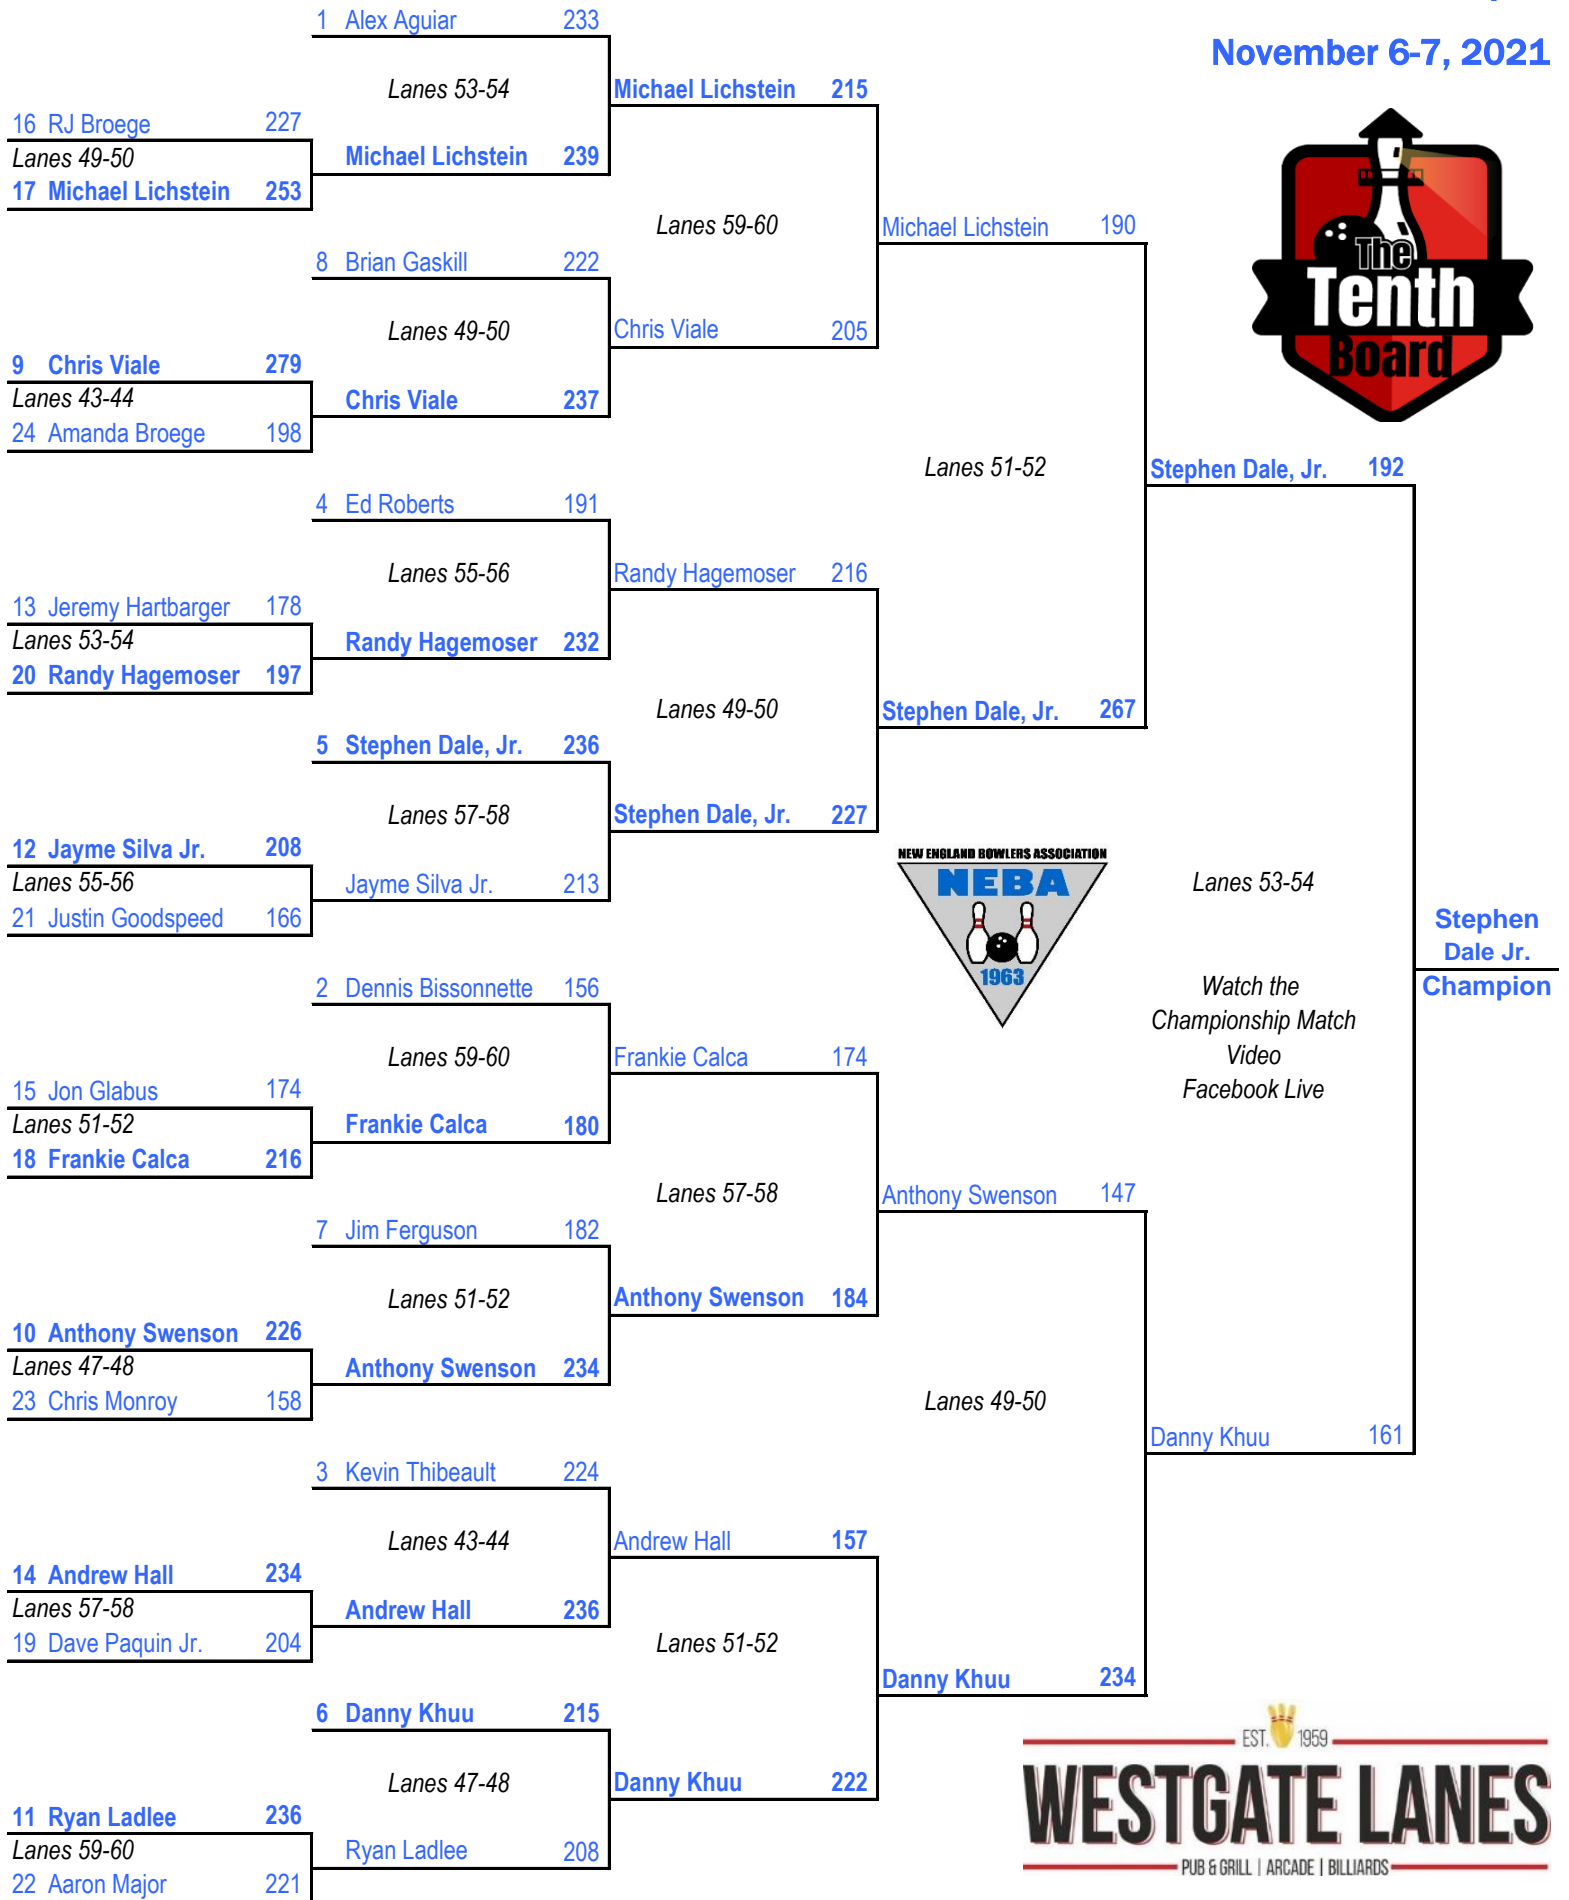 November 6-7, 2021
1 Alex Aguiar 233
Lanes 53-54
Michael Lichstein 215
16 RJ Broege 227
Lanes 49-50
Michael Lichstein 239
17 Michael Lichstein 253
Lanes 59-60
Michael Lichstein 190
8 Brian Gaskill 222
Lanes 49-50
Chris Viale 205
9 Chris Viale 279
Lanes 43-44
Chris Viale 237
24 Amanda Broege 198
The
Tenth
Board
Lanes 51-52
Stephen Dale, Jr. 192
4 Ed Roberts 191
Lanes 55-56
Randy Hagemoser 216
13 Jeremy Hartbarger 178
Lanes 53-54
Randy Hagemoser 232
20 Randy Hagemoser 197
Lanes 49-50
Stephen Dale, Jr. 267
5 Stephen Dale, Jr. 236
Lanes 57-58
Stephen Dale, Jr. 227
12 Jayme Silva Jr. 208
Lanes 55-56
Jayme Silva Jr. 213
21 Justin Goodspeed 166
NEW ENGLAND BOWLERS ASSOCIATION
NEBA
1963
Lanes 53-54
Stephen
Dale Jr.
Champion
Watch the
Championship Match
Video
Facebook Live
2 Dennis Bissonnette 156
Lanes 59-60
Frankie Calca 174
15 Jon Glabus 174
Lanes 51-52
Frankie Calca 180
18 Frankie Calca 216
Lanes 57-58
Anthony Swenson 147
7 Jim Ferguson 182
Lanes 51-52
Anthony Swenson 184
10 Anthony Swenson 226
Lanes 47-48
Anthony Swenson 234
23 Chris Monroy 158
Lanes 49-50
Danny Khuu 161
3 Kevin Thibeault 224
Lanes 43-44
Andrew Hall 157
14 Andrew Hall 234
Lanes 57-58
Andrew Hall 236
19 Dave Paquin Jr. 204
Lanes 51-52
Danny Khuu 234
6 Danny Khuu 215
Lanes 47-48
Danny Khuu 222
11 Ryan Ladlee 236
Lanes 59-60
Ryan Ladlee 208
22 Aaron Major 221
EST. 1959
WESTGATE LANES
PUB & GRILL | ARCADE | BILLIARDS